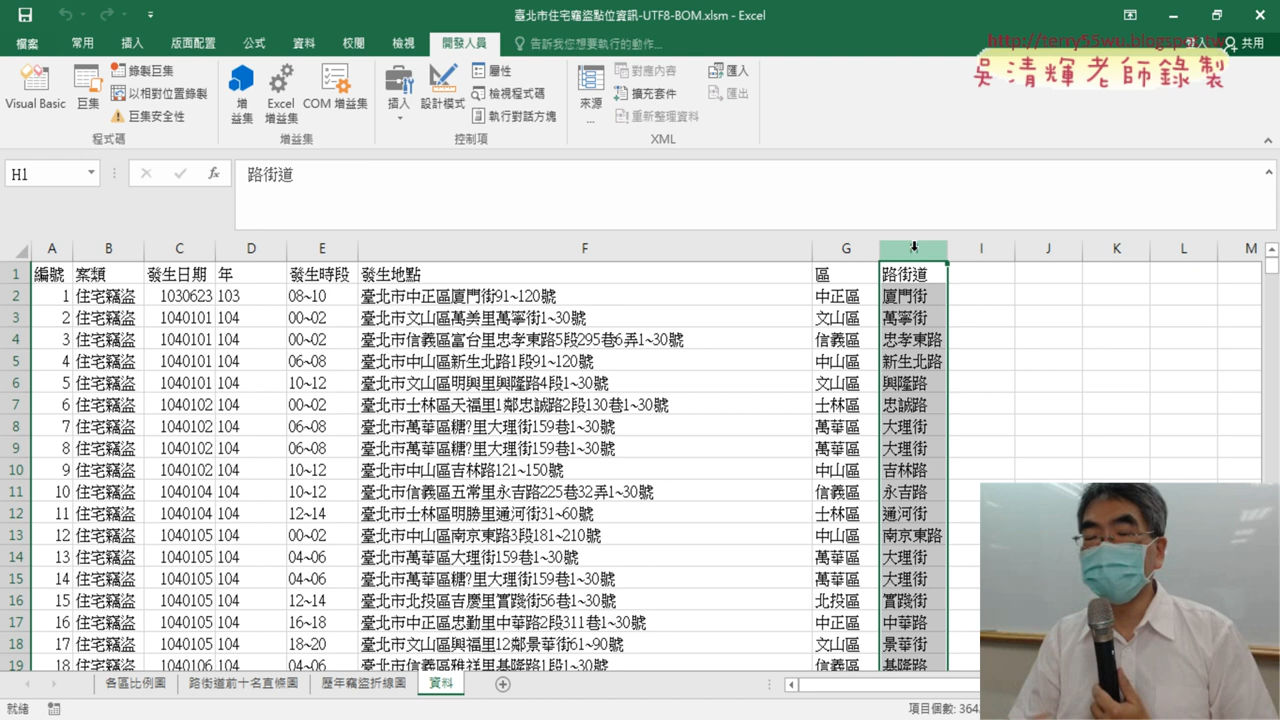 臺北市住宅竊盜點位資訊-UTF8-BOM.xlsm - Excel
檔案 常用 插入 版面配置 公式 資料 校閱 檢視 開發人員 告訴我您想要執行的動作... 共用
http://terry55wu.blogspot.tw
吳清輝老師錄製
Visual Basic 巨集 錄製巨集 以相對位置錄製 巨集安全性 程式碼
增益集 Excel 增益集 COM 增益集 增益集
插入 設計模式 屬性 檢視程式碼 執行對話方塊 控制項
來源... 對應內容 擴充套件 重新整理資料 匯入 匯出 XML
H1 fx 路街道
A B C D E F G I J K L M
1 編號 案類 發生日期 年 發生時段 發生地點 區 路街道
2 1 住宅竊盜 1030623 103 08~10 臺北市中正區廈門街91~120號 中正區 廈門街
3 2 住宅竊盜 1040101 104 00~02 臺北市文山區萬美里萬寧街1~30號 文山區 萬寧街
4 3 住宅竊盜 1040101 104 00~02 臺北市信義區富台里忠孝東路5段295巷6弄1~30號 信義區 忠孝東路
5 4 住宅竊盜 1040101 104 06~08 臺北市中山區新生北路1段91~120號 中山區 新生北路
6 5 住宅竊盜 1040101 104 10~12 臺北市文山區明興里興隆路4段1~30號 文山區 興隆路
7 6 住宅竊盜 1040102 104 00~02 臺北市士林區天福里1鄰忠誠路2段130巷1~30號 士林區 忠誠路
8 7 住宅竊盜 1040102 104 06~08 臺北市萬華區糖?里大理街159巷1~30號 萬華區 大理街
9 8 住宅竊盜 1040102 104 06~08 臺北市萬華區糖?里大理街159巷1~30號 萬華區 大理街
10 9 住宅竊盜 1040102 104 10~12 臺北市中山區吉林路121~150號 中山區 吉林路
11 10 住宅竊盜 1040104 104 10~12 臺北市信義區五常里永吉路225巷32弄1~30號 信義區 永吉路
12 11 住宅竊盜 1040104 104 12~14 臺北市士林區明勝里通河街31~60號 士林區 通河街
13 12 住宅竊盜 1040105 104 00~02 臺北市中山區南京東路3段181~210號 中山區 南京東路
14 13 住宅竊盜 1040105 104 04~06 臺北市萬華區大理街159巷1~30號 萬華區 大理街
15 14 住宅竊盜 1040105 104 04~06 臺北市萬華區糖?里大理街159巷1~30號 萬華區 大理街
16 15 住宅竊盜 1040105 104 12~14 臺北市北投區吉慶里實踐街56巷1~30號 北投區 實踐街
17 16 住宅竊盜 1040105 104 16~18 臺北市中正區忠勤里中華路2段311巷1~30號 中正區 中華路
18 17 住宅竊盜 1040105 104 18~20 臺北市文山區興福里12鄰景華街61~90號 文山區 景華街
19 18 住宅竊盜 1040106 104 04~06 臺北市信義區雅祥里基隆路1段1~30號 信義區 基隆路
各區比例圖 路街道前十名直條圖 歷年竊盜折線圖 資料
就緒 項目個數: 364